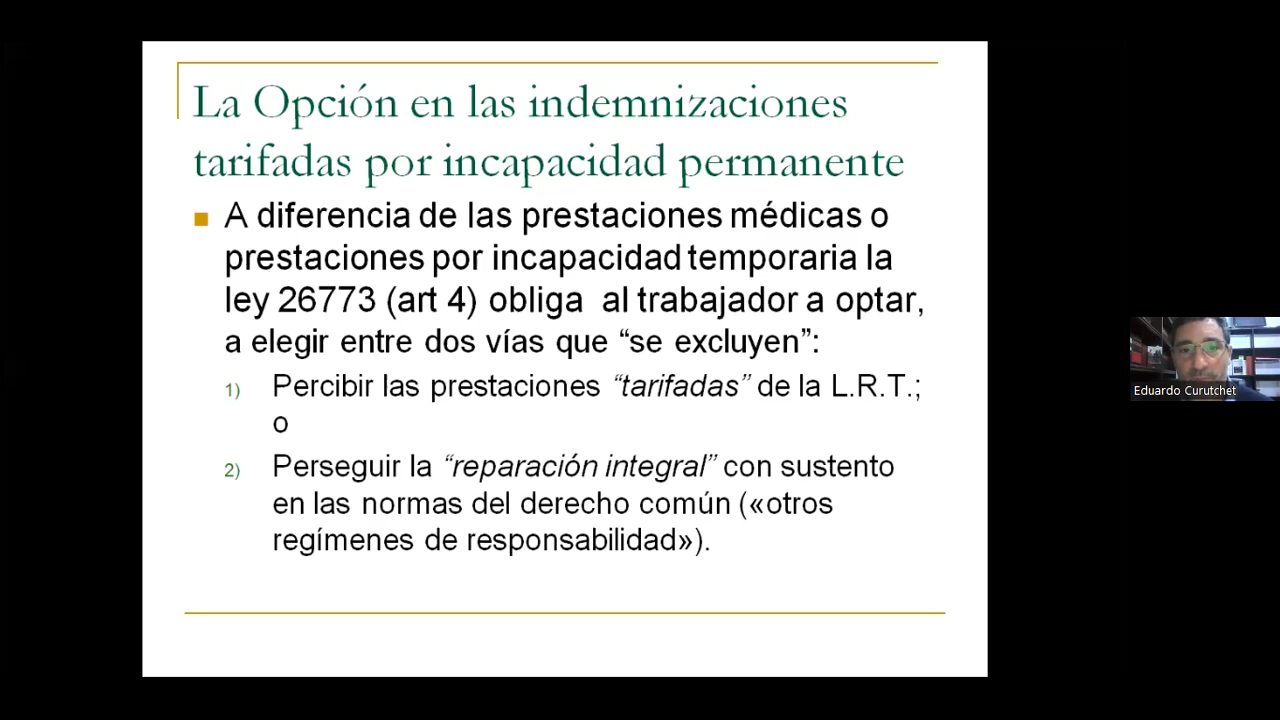 La Opción en las indemnizaciones
tarifadas por incapacidad permanente
A diferencia de las prestaciones médicas o
prestaciones por incapacidad temporaria la
ley 26773 (art 4) obliga al trabajador a optar,
a elegir entre dos vías que “se excluyen”:
1) Percibir las prestaciones “tarifadas” de la L.R.T.;
o
2) Perseguir la “reparación integral” con sustento
en las normas del derecho común («otros
regímenes de responsabilidad»).
Eduardo Curutchet